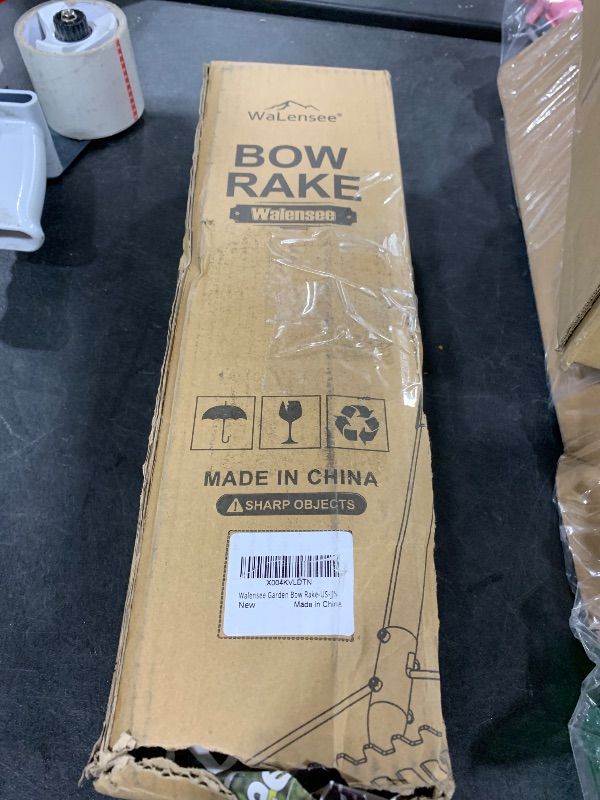 WaLensee®
BOW
RAKE
Walensee
MADE IN CHINA
⚠ SHARP OBJECTS
X004KVLDTN
Walensee Garden Bow Rake-US-JJN
New Made in China